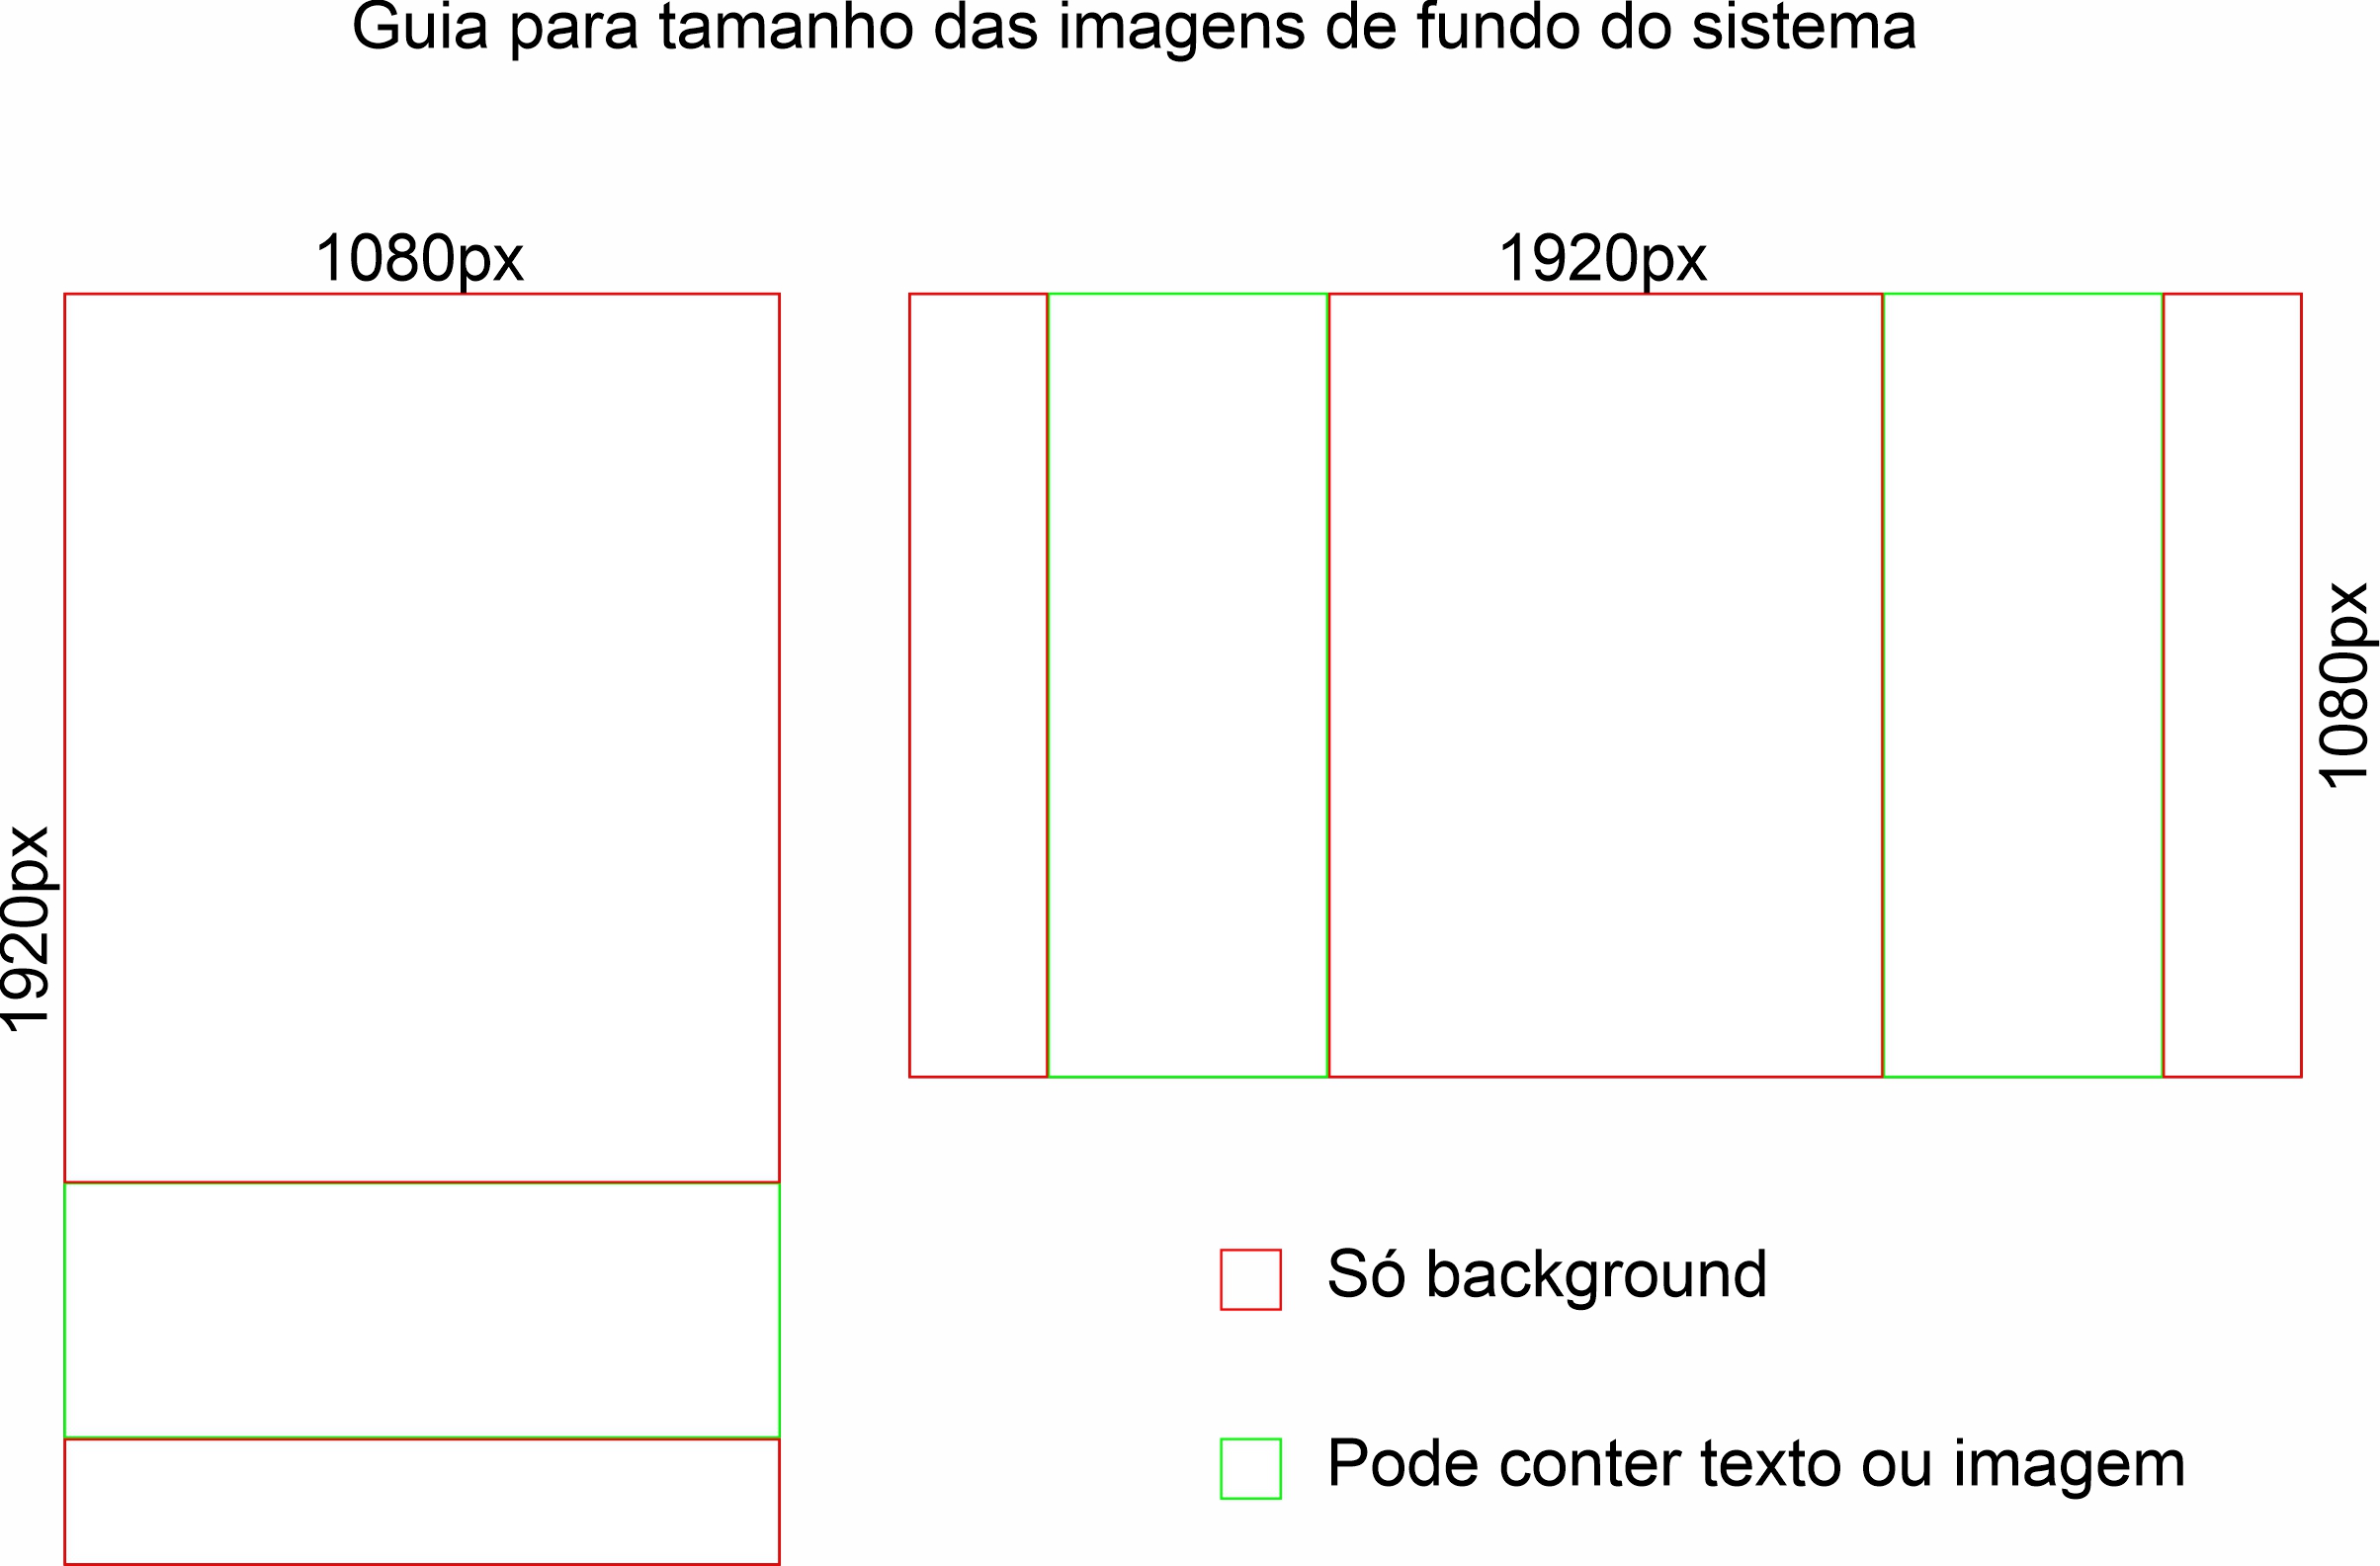 Guia para tamanho das imagens de fundo do sistema
1080px
1920px
1920px
1080px
Só background
Pode conter texto ou imagem